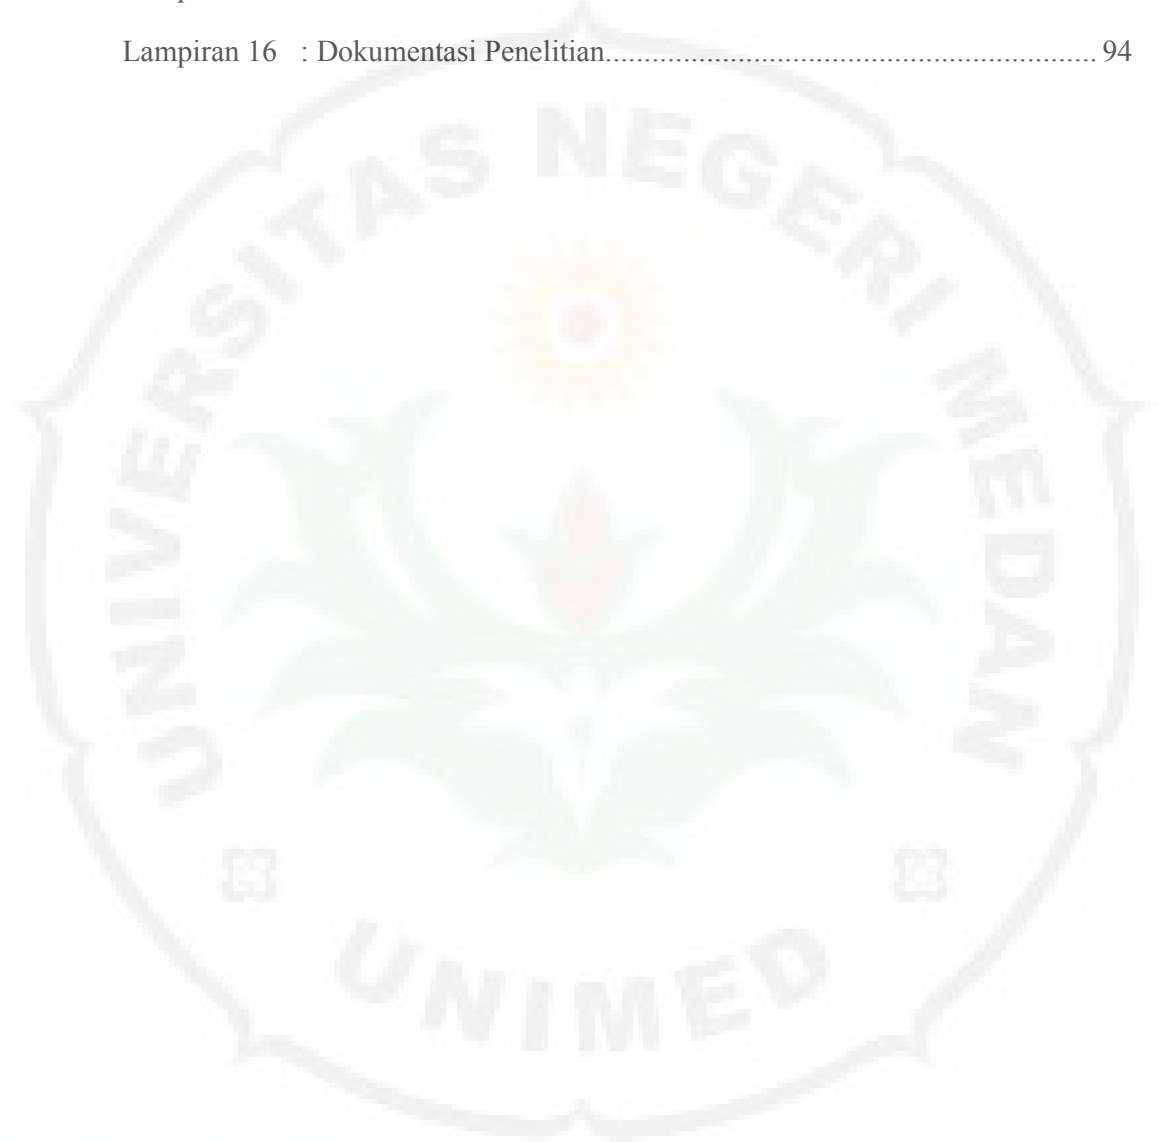 Lampiran 16 : Dokumentasi Penelitian............................................................... 94
UNIVERSITAS NEGERI MEDAN
UNIMED